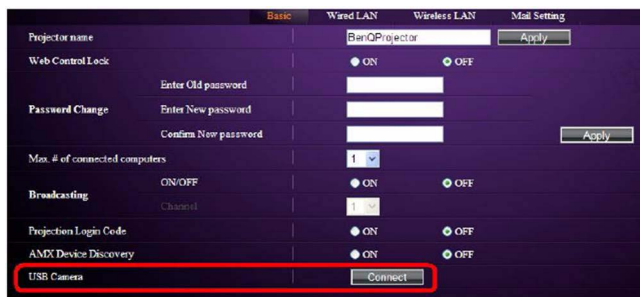 Basic Wired LAN Wireless LAN Mail Setting
Projector name BenQProjector Apply
Web Control Lock ON OFF
Enter Old password
Password Change Enter New password
Confirm New password Apply
Max. # of connected computers 1
Broadcasting ON/OFF ON OFF
Channel 1
Projection Login Code ON OFF
AMX Device Discovery ON OFF
USB Camera Connect